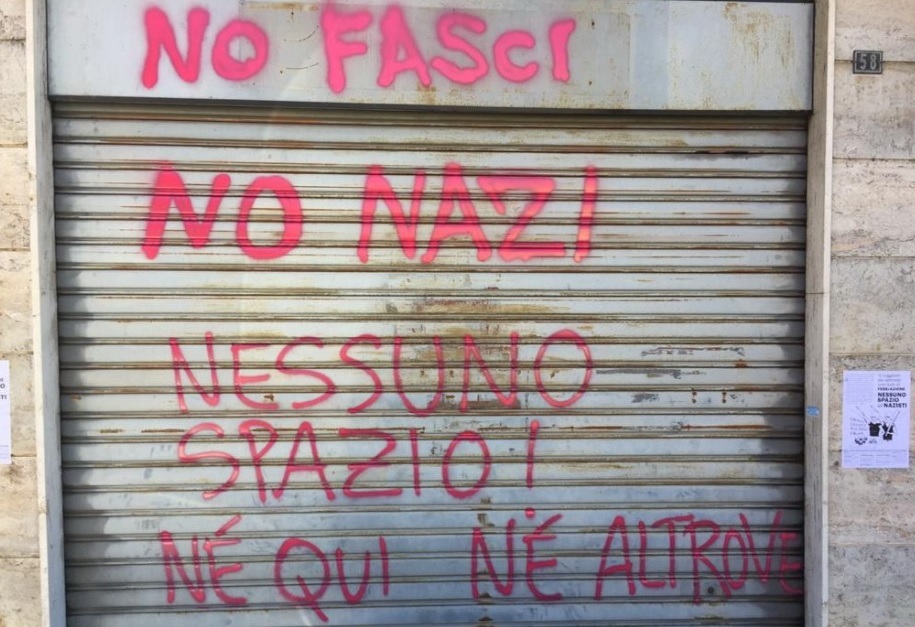 NO FASCI
58
NO NAZI
NESSUNO
SPAZIO!
NÉ QUI NÉ ALTROVE
NESSUNO
SPAZIO
NAZISTI